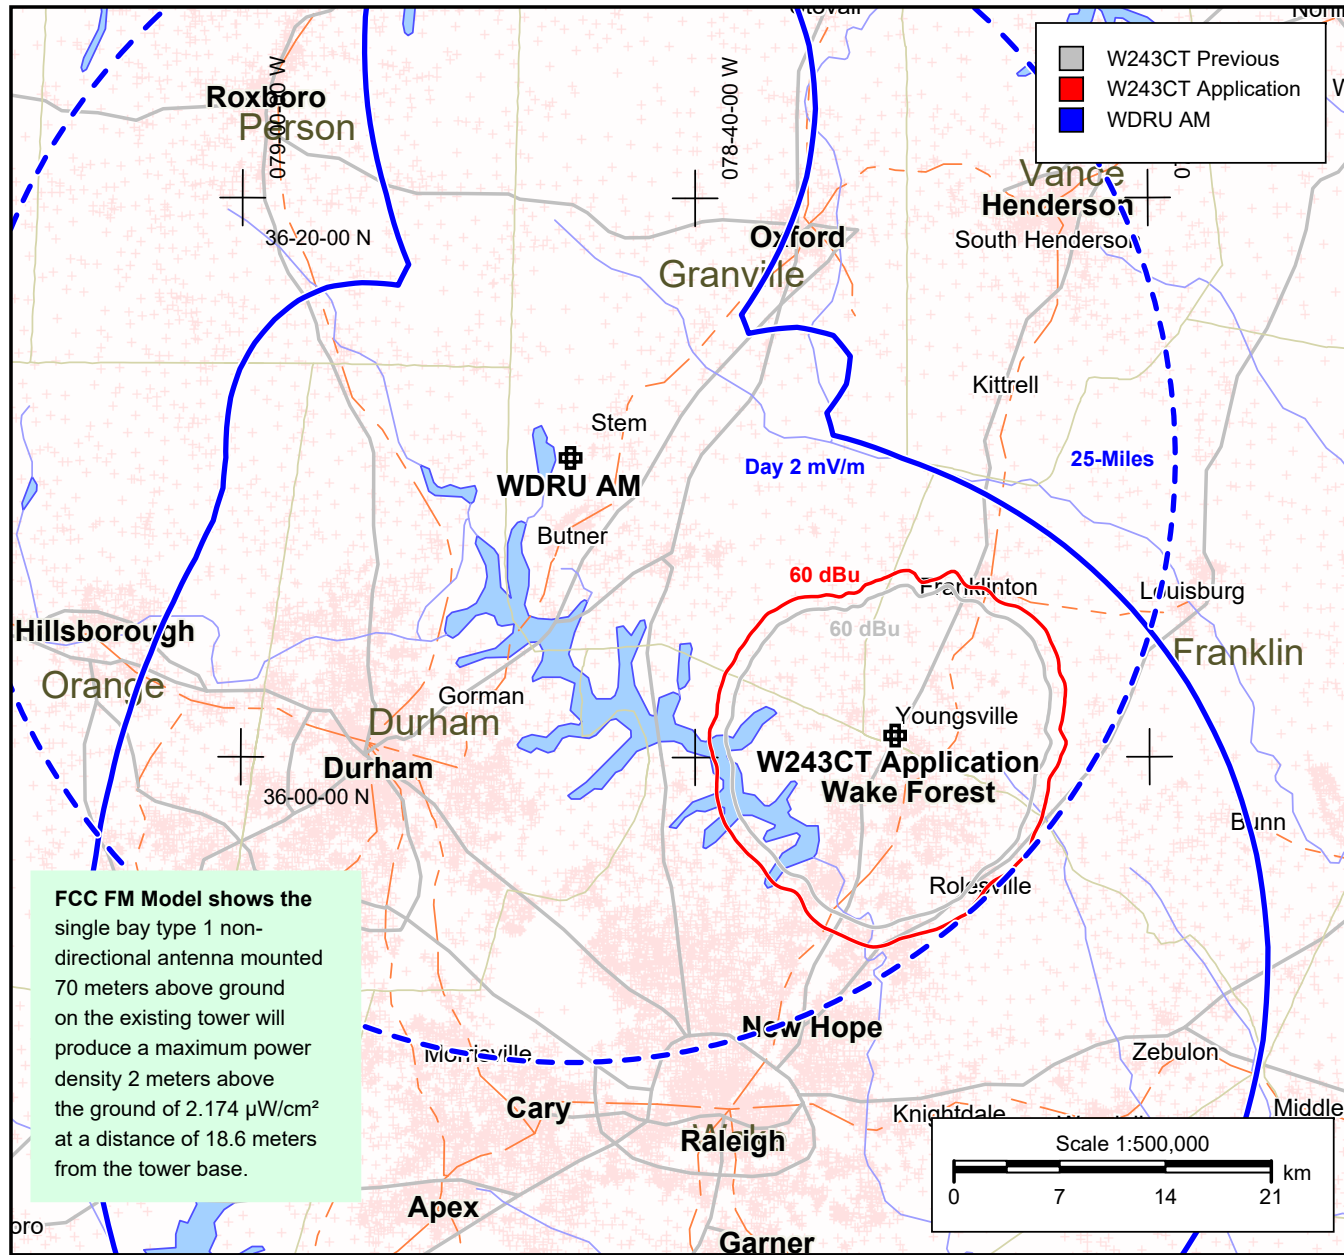 W243CT Previous
W243CT Application
WDRU AM
Roxboro
Person
079-00-00 W
078-40-00 W
Vance
Henderson
South Henderson
36-20-00 N
Oxford
Granville
Kittrell
Stem
WDRU AM
Butner
Day 2 mV/m
25-Miles
60 dBu
60 dBu
Franklinton
Louisburg
Hillsborough
Orange
Franklin
Gorman
Durham
Durham
36-00-00 N
Youngsville
W243CT Application
Wake Forest
Bunn
Rolesville
FCC FM Model shows the
single bay type 1 non-
directional antenna mounted
70 meters above ground
on the existing tower will
produce a maximum power
density 2 meters above
the ground of 2.174 µW/cm²
at a distance of 18.6 meters
from the tower base.
New Hope
Morrisville
Zebulon
Cary
Knightdale
Middle
Raleigh
Wake
Apex
Garner
oro
Scale 1:500,000
km
0 7 14 21